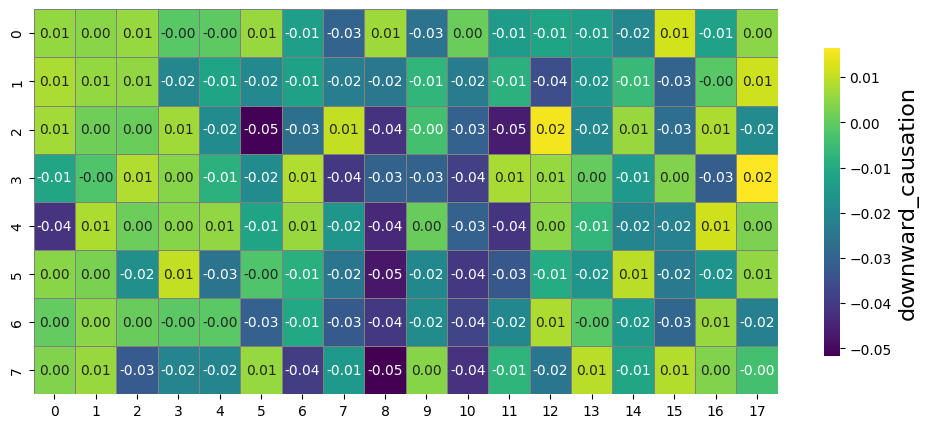 0 0.01 0.00 0.01 -0.00 -0.00 0.01 -0.01 -0.03 0.01 -0.03 0.00 -0.01 -0.01 -0.01 -0.02 0.01 -0.01 0.00
1 0.01 0.01 0.01 -0.02 -0.01 -0.02 -0.01 -0.02 -0.02 -0.01 -0.02 -0.01 -0.04 -0.02 -0.01 -0.03 -0.00 0.01
2 0.01 0.00 0.00 0.01 -0.02 -0.05 -0.03 0.01 -0.04 -0.00 -0.03 -0.05 0.02 -0.02 0.01 -0.03 0.01 -0.02
3 -0.01 -0.00 0.01 0.00 -0.01 -0.02 0.01 -0.04 -0.03 -0.03 -0.04 0.01 0.01 0.00 -0.01 0.00 -0.03 0.02
4 -0.04 0.01 0.00 0.00 0.01 -0.01 0.01 -0.02 -0.04 0.00 -0.03 -0.04 0.00 -0.01 -0.02 -0.02 0.01 0.00
5 0.00 0.00 -0.02 0.01 -0.03 -0.00 -0.01 -0.02 -0.05 -0.02 -0.04 -0.03 -0.01 -0.02 0.01 -0.02 -0.02 0.01
6 0.00 0.01 0.00 -0.00 -0.00 -0.03 -0.01 -0.03 -0.04 -0.02 -0.04 -0.02 0.01 -0.00 -0.02 -0.03 0.01 -0.02
7 0.00 0.01 -0.03 -0.02 -0.02 0.01 -0.04 -0.01 -0.05 0.00 -0.04 -0.01 -0.02 0.01 -0.01 0.01 0.00 -0.00
0 1 2 3 4 5 6 7 8 9 10 11 12 13 14 15 16 17
0.01
0.00
−0.01
−0.02
−0.03
−0.04
−0.05
downward_causation